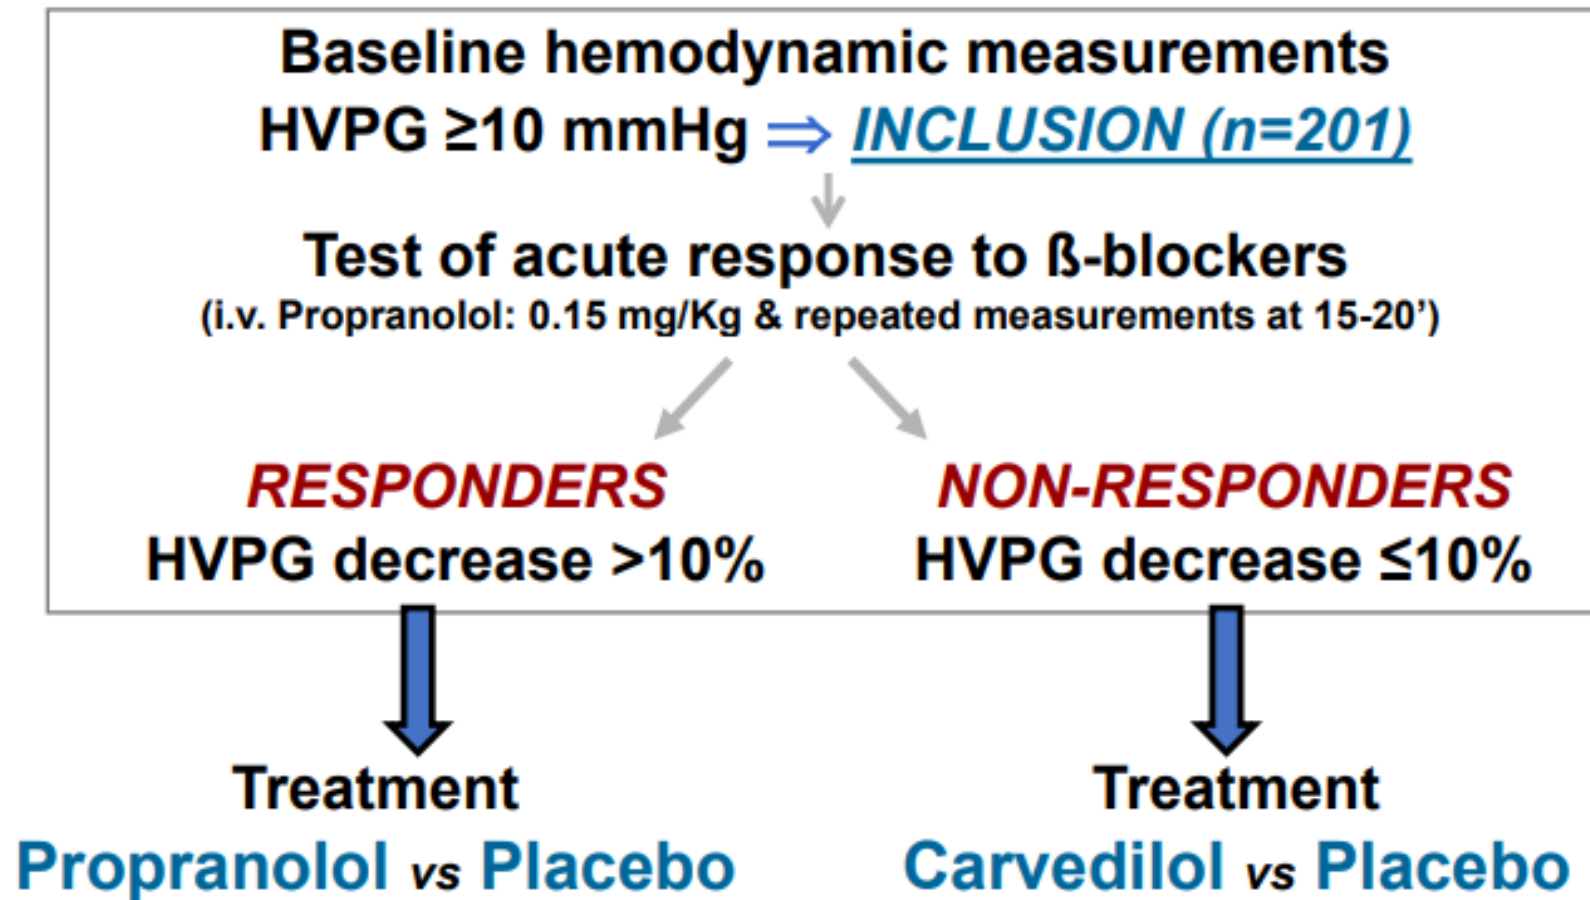 Baseline hemodynamic measurements
HVPG ≥10 mmHg ⇒ INCLUSION (n=201)
Test of acute response to ß-blockers
(i.v. Propranolol: 0.15 mg/Kg & repeated measurements at 15-20’)
RESPONDERS
HVPG decrease >10%
NON-RESPONDERS
HVPG decrease ≤10%
Treatment
Propranolol vs Placebo
Treatment
Carvedilol vs Placebo